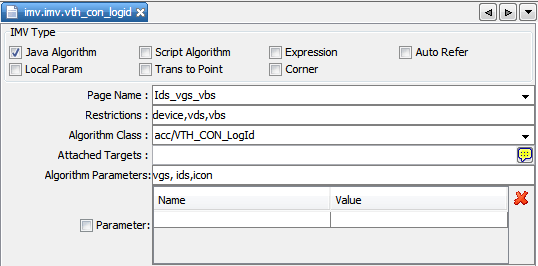 imv.imv.vth_con_logid
IMV Type
Java Algorithm Script Algorithm Expression Auto Refer
Local Param Trans to Point Corner
Page Name : Ids_vgs_vbs
Restrictions : device,vds,vbs
Algorithm Class : acc/VTH_CON_LogId
Attached Targets :
Algorithm Parameters: vgs, ids,icon
Name Value
Parameter: